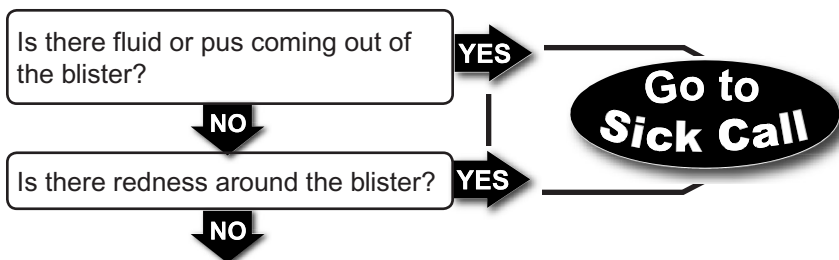 Is there fluid or pus coming out of
the blister?
YES
NO
Go to
Sick Call
Is there redness around the blister?
YES
NO